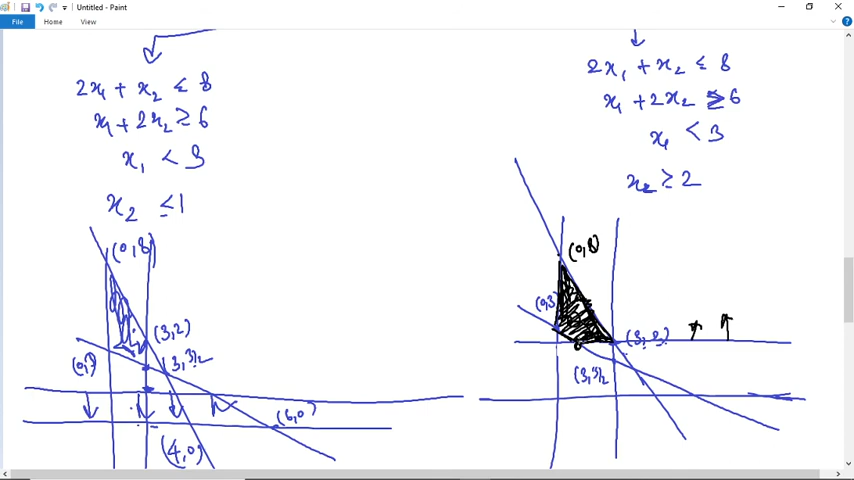 Untitled - Paint
File Home View
2x₁ + x₂ ≤ 8
x₁ + 2x₂ ≥ 6
x₁ < 3
x₂ ≤ 1
(0,8)
(3,2)
(3,3/2)
(6,0)
(4,0)
2x₁ + x₂ ≤ 8
x₁ + 2x₂ ≥ 6
x₁ < 3
x₂ ≥ 2
(0,8)
(0,3)
(3,3/2)